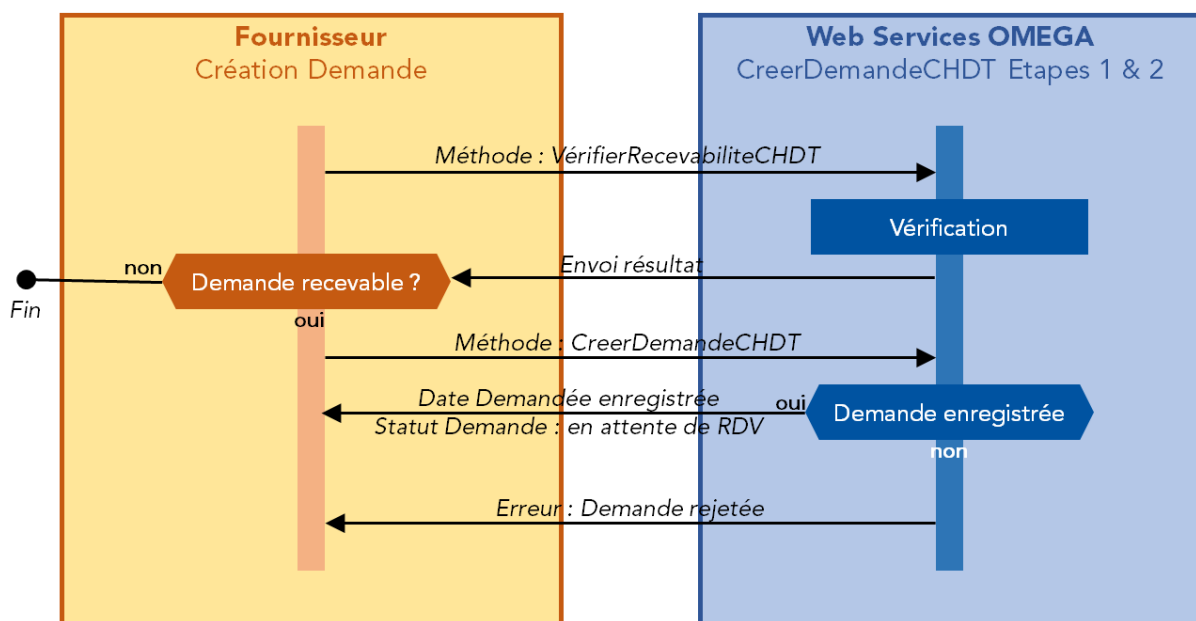 Fournisseur
Création Demande
Web Services OMEGA
CreerDemandeCHDT Etapes 1 & 2
Méthode : VérifierRecevabiliteCHDT
Vérification
Envoi résultat
non
Demande recevable ?
Fin
oui
Méthode : CreerDemandeCHDT
Date Demandée enregistrée
oui
Demande enregistrée
Statut Demande : en attente de RDV
non
Erreur : Demande rejetée